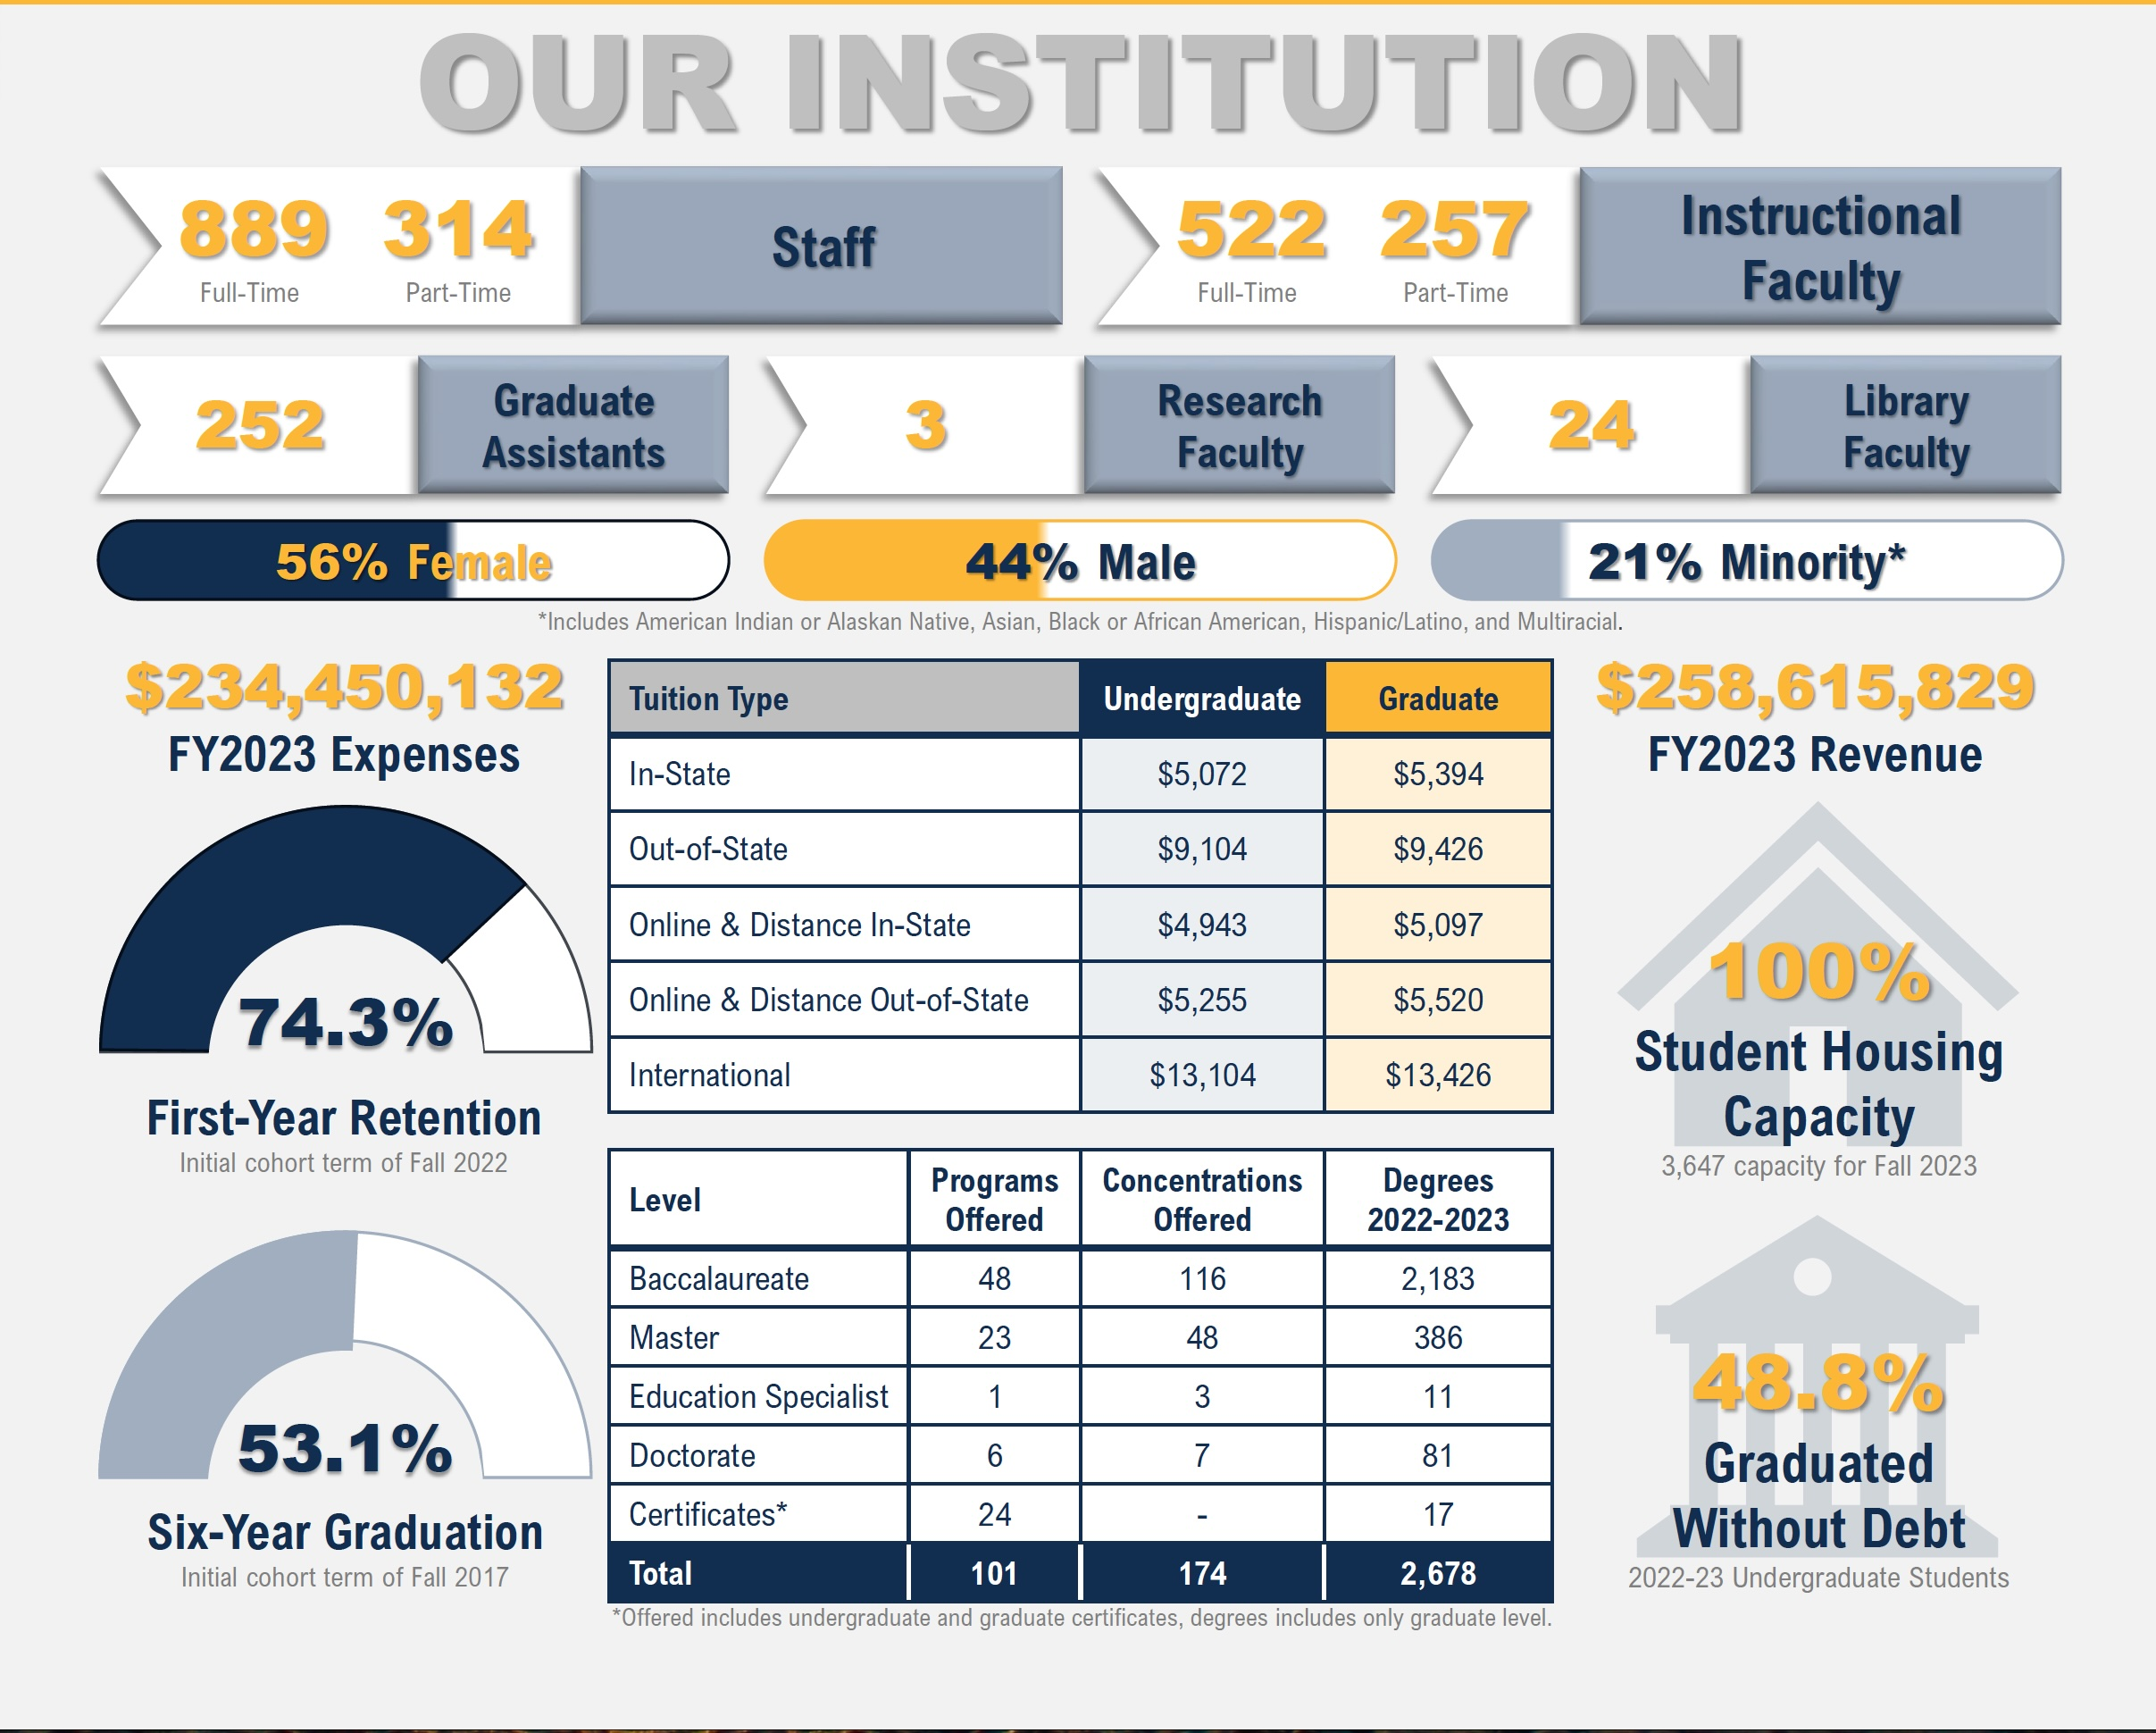 OUR INSTITUTION
889 314
Full-Time Part-Time
Staff
522 257
Full-Time Part-Time
Instructional
Faculty
252
Graduate
Assistants
3
Research
Faculty
24
Library
Faculty
56% Female
44% Male
21% Minority*
*Includes American Indian or Alaskan Native, Asian, Black or African American, Hispanic/Latino, and Multiracial.
$234,450,132
FY2023 Expenses
74.3%
First-Year Retention
Initial cohort term of Fall 2022
53.1%
Six-Year Graduation
Initial cohort term of Fall 2017
Tuition Type Undergraduate Graduate
In-State $5,072 $5,394
Out-of-State $9,104 $9,426
Online & Distance In-State $4,943 $5,097
Online & Distance Out-of-State $5,255 $5,520
International $13,104 $13,426
Level Programs Offered Concentrations Offered Degrees 2022-2023
Baccalaureate 48 116 2,183
Master 23 48 386
Education Specialist 1 3 11
Doctorate 6 7 81
Certificates* 24 - 17
Total 101 174 2,678
*Offered includes undergraduate and graduate certificates, degrees includes only graduate level.
$258,615,829
FY2023 Revenue
100%
Student Housing
Capacity
3,647 capacity for Fall 2023
48.8%
Graduated
Without Debt
2022-23 Undergraduate Students